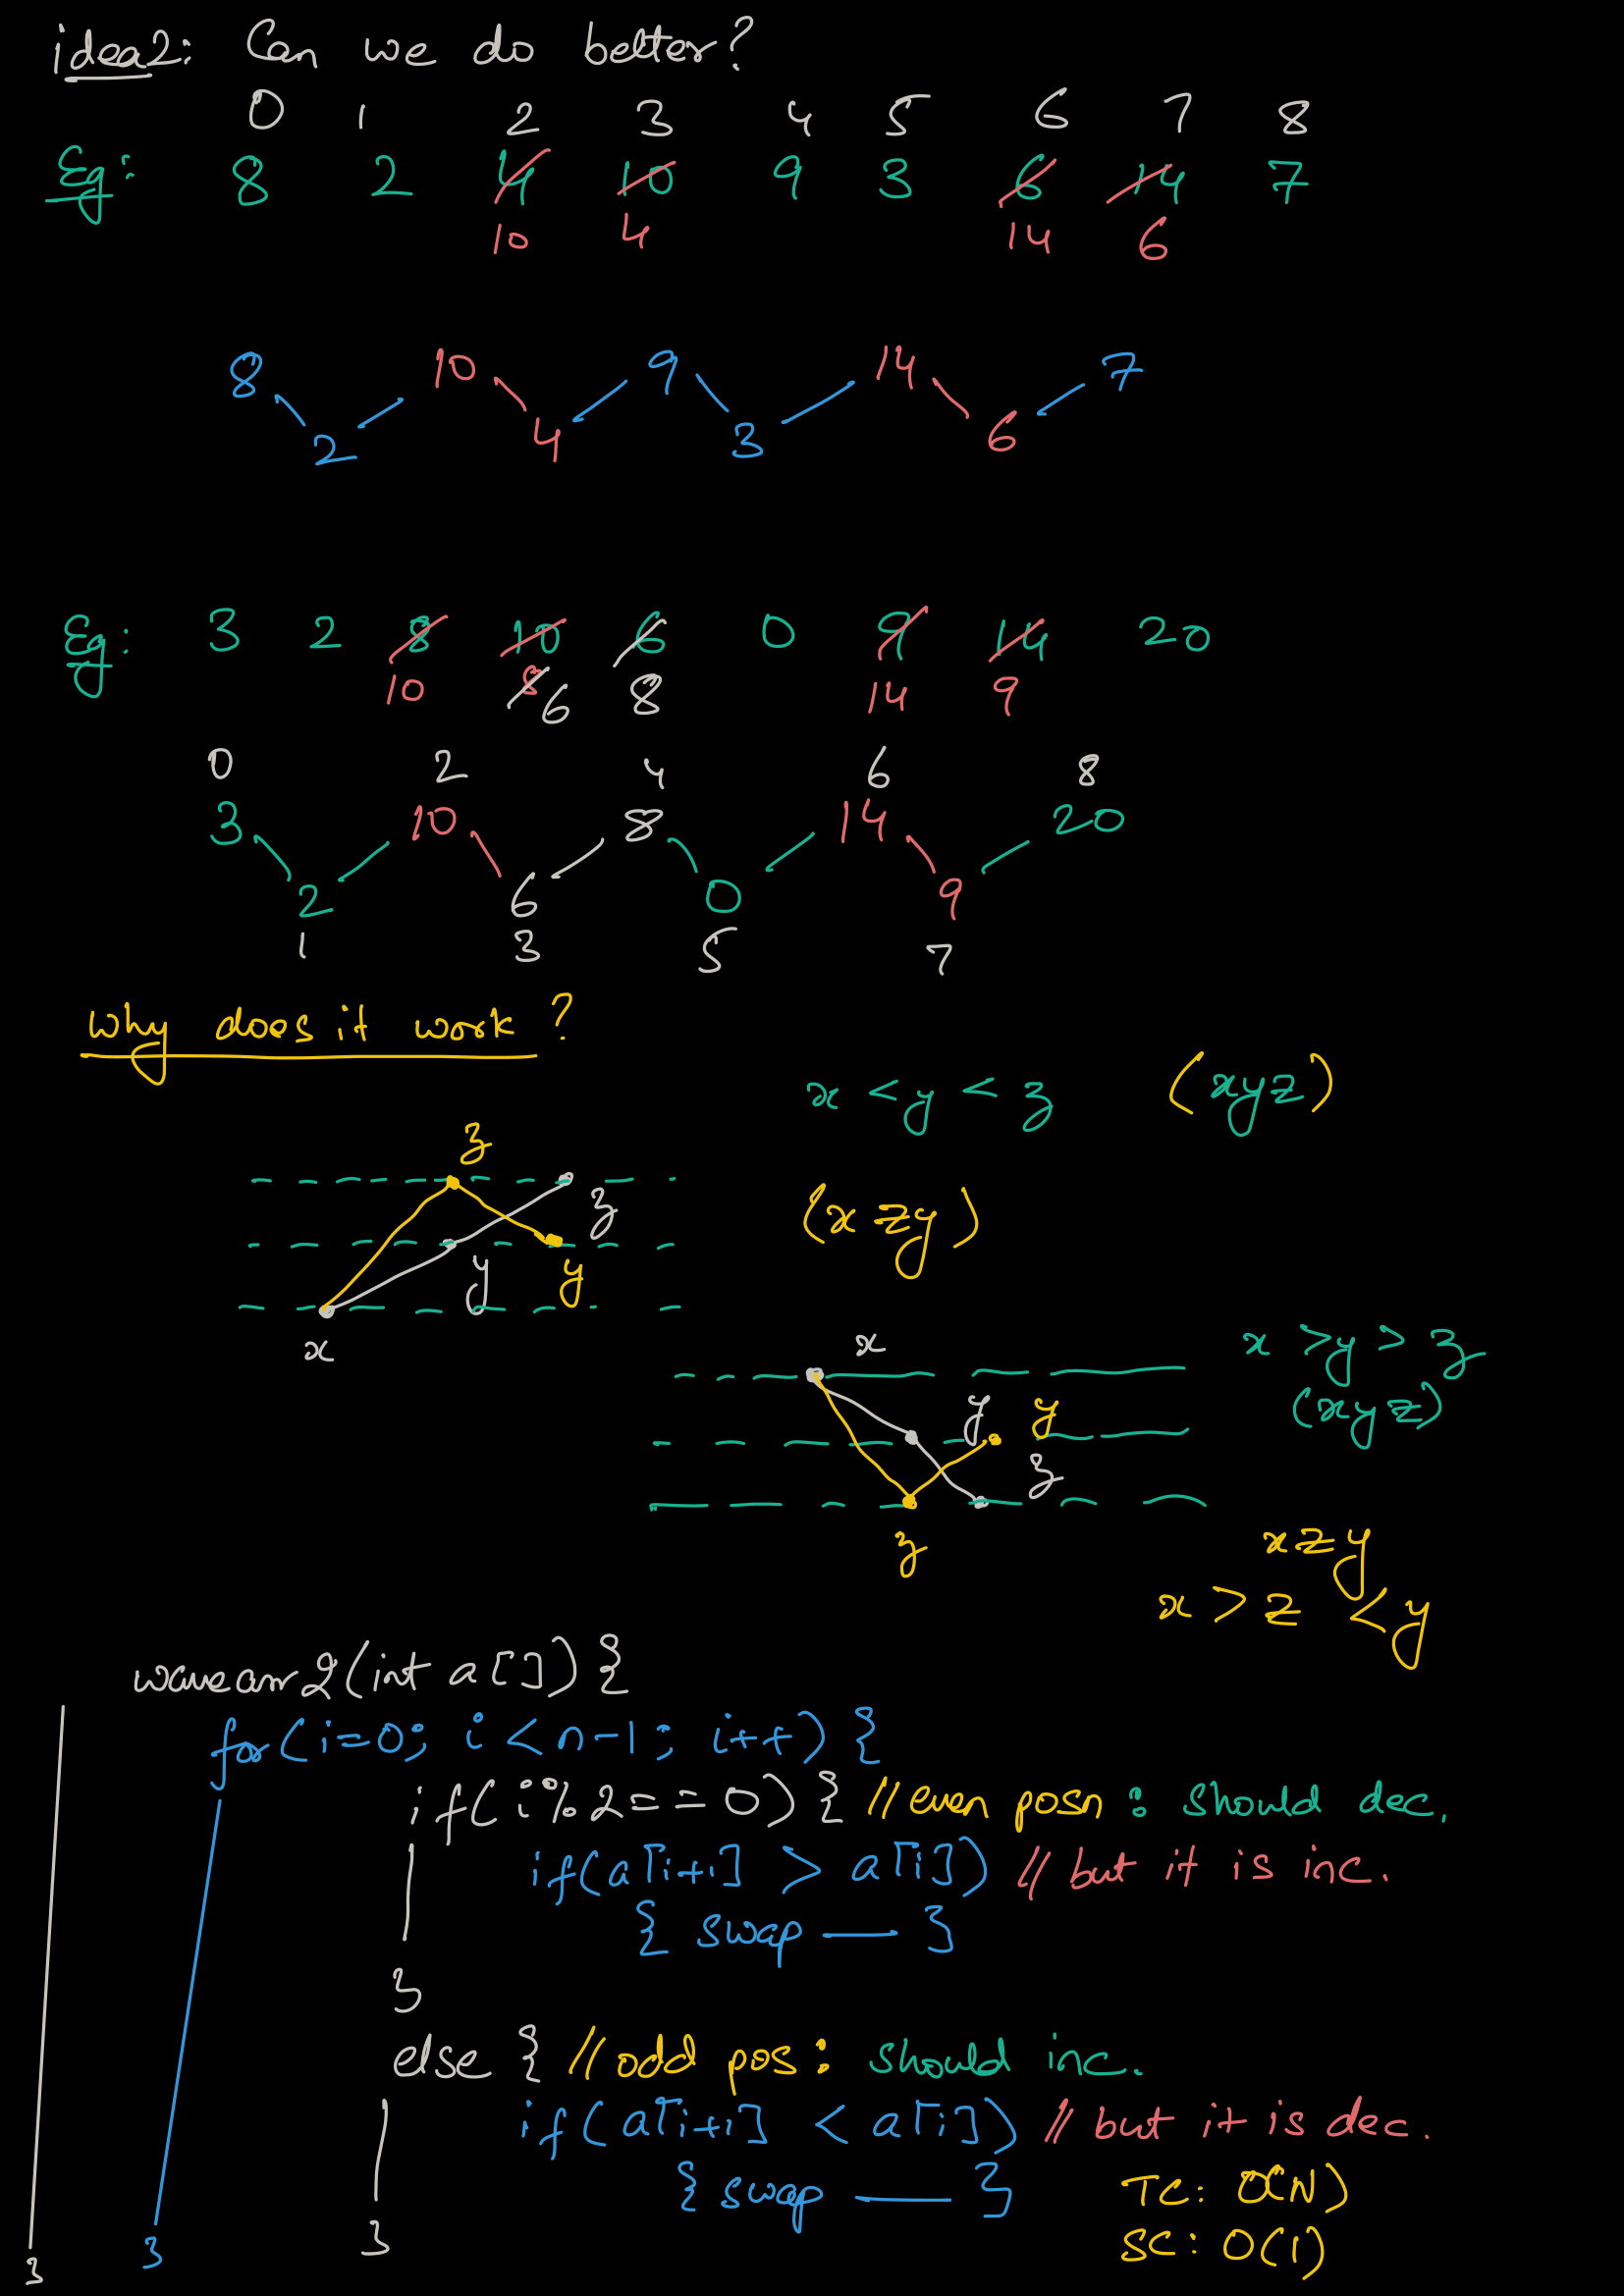 idea2: Can we do better?
0 1 2 3 4 5 6 7 8
Eg: 8 2 4 10 9 3 6 14 7
10 4 14 6
8 10 9 14 7
2 4 3 6
Eg: 3 2 8 10 6 0 9 14 20
10 8 6 8 14 9
0 2 4 6 8
3 10 8 14 20
2 6 0 9
1 3 5 7
Why does it work ?
x < y < z (xyz)
z
z (x z y)
y y
x
x x > y > z
y y (xyz)
z
z x z y
x > z < y
wavearr2(int a[]) {
for(i=0; i < n-1; i++) {
if(i%2==0) { //even posn : should dec.
if(a[i+1] > a[i]) // but it is inc.
{ swap — }
}
else { //odd pos: should inc.
if(a[i+1] < a[i]) // but it is dec.
{ swap — } TC: O(N)
} SC: O(1)
}
}